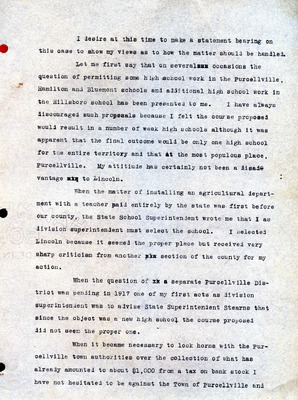 I desire at this time to make a statement bearing on
this case to show my views as to how the matter should be handled.
Let me first say that on several occasions the
question of permitting some high school work in the Purcellville,
Hamilton and Bluemont schools and additional high school work in
the Hillsboro school has been presented to me. I have always
discouraged such proposals because I felt the course proposed
would result in a number of weak high schools although it was
apparent that the final outcome would be only one high school
for the entire territory and that at the most populous place,
Purcellville. My attitude has certainly not been a disad-
vantage to Lincoln.
When the matter of installing an agricultural depart-
ment with a teacher paid entirely by the state was first before
our county, the State School Superintendent wrote me that I as
division superintendent must select the school. I selected
Lincoln because it seemed the proper place but received very
sharp criticism from another section of the county for my
action.
When the question of a separate Purcellville Dis-
trict was pending in 1917 one of my first acts as division
superintendent was to advise State Superintendent Stearns that
since the object was a new high school the course proposed
did not seem the proper one.
When it became necessary to lock horns with the Pur-
cellville town authorities over the collection of what has
already amounted to about $1,000 from a tax on bank stock I
have not hesitated to be against the Town of Purcellville and